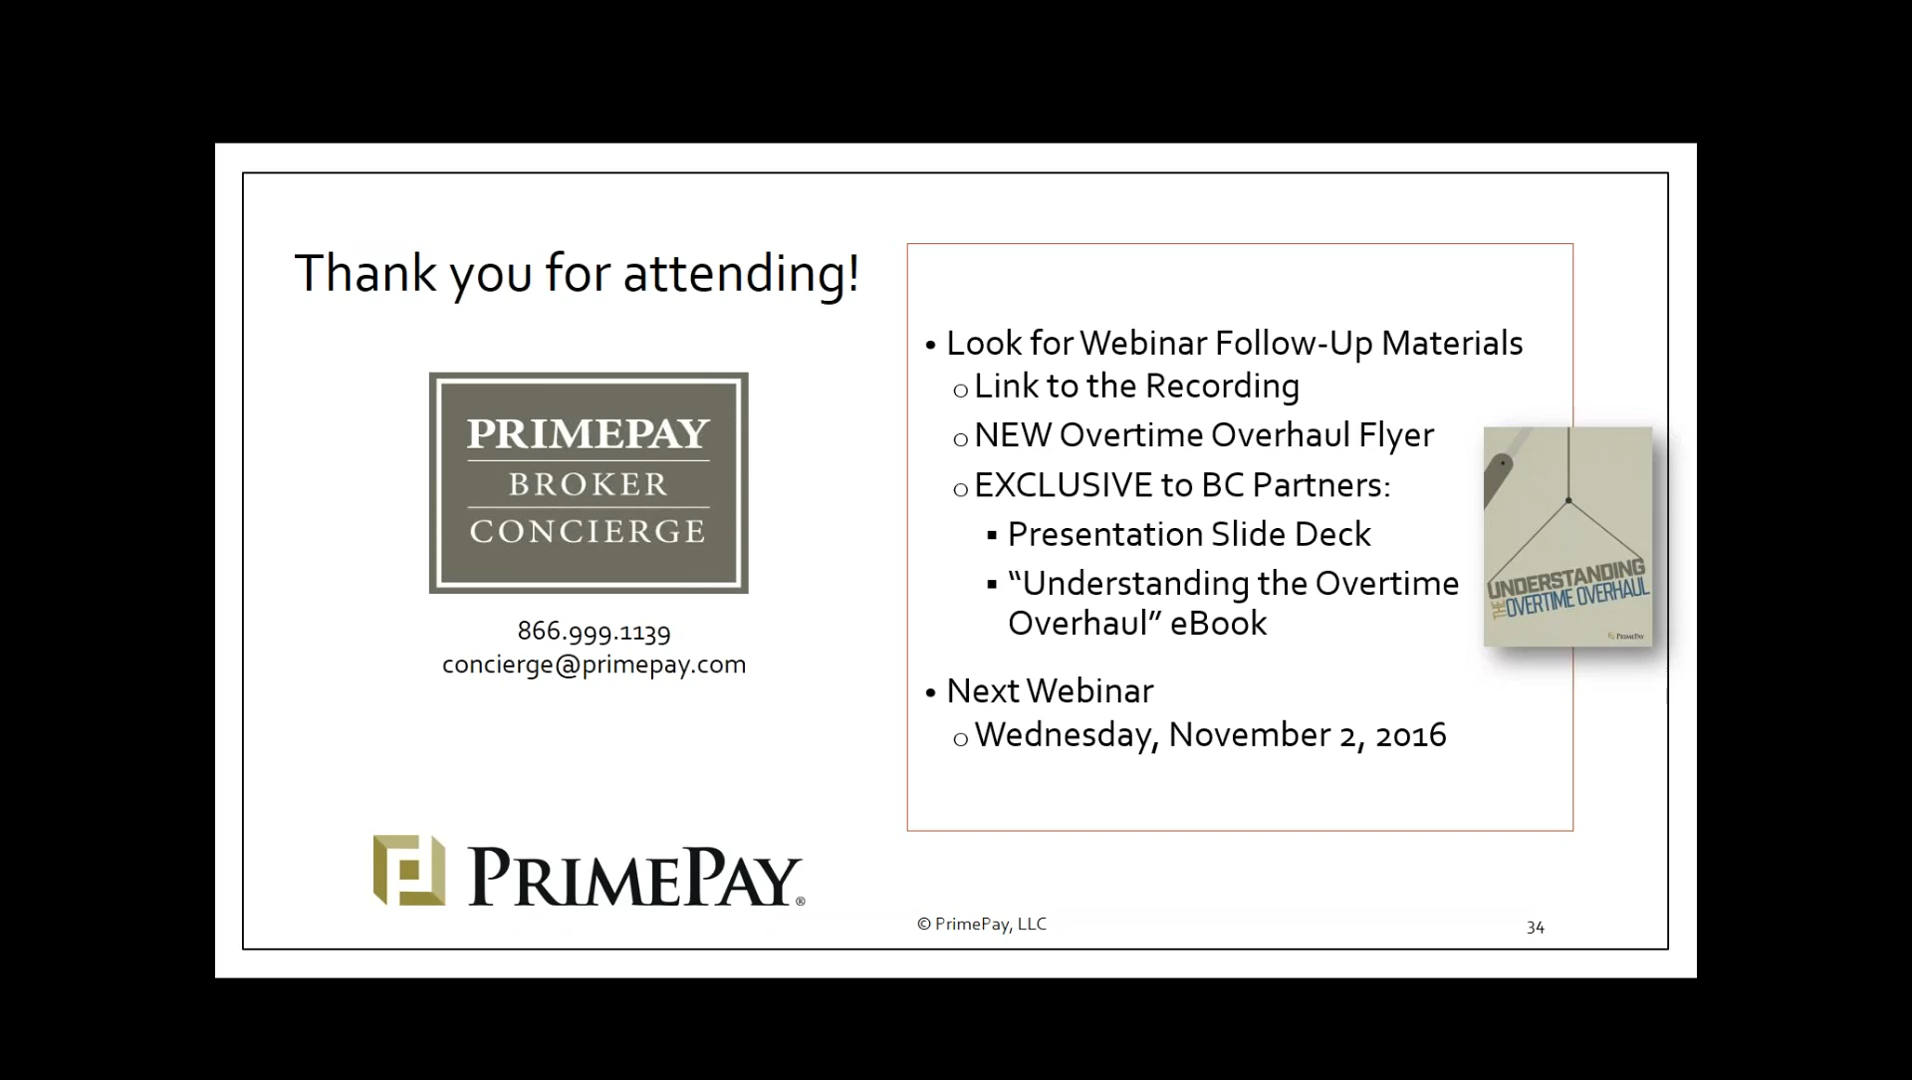 Thank you for attending!
PRIMEPAY
BROKER
CONCIERGE
866.999.1139
concierge@primepay.com
PRIMEPAY®
• Look for Webinar Follow-Up Materials
o Link to the Recording
o NEW Overtime Overhaul Flyer
o EXCLUSIVE to BC Partners:
▪ Presentation Slide Deck
▪ “Understanding the Overtime
Overhaul” eBook
• Next Webinar
o Wednesday, November 2, 2016
UNDERSTANDING
THE OVERTIME OVERHAUL
PRIMEPAY
© PrimePay, LLC
34